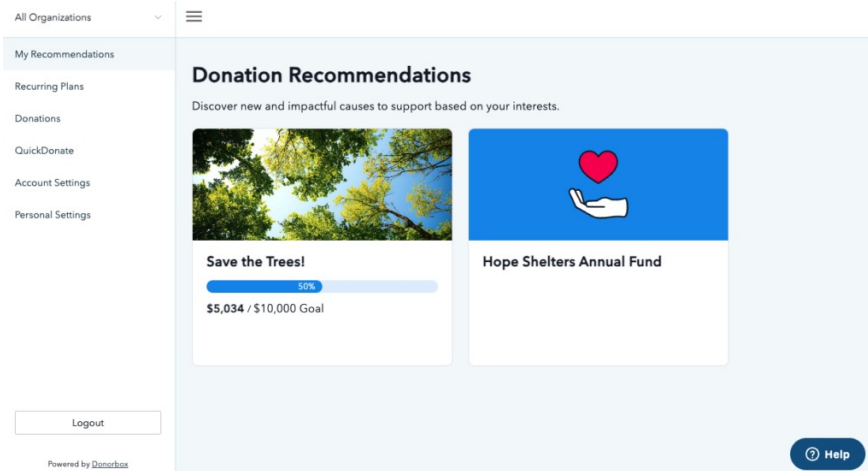 All Organizations
My Recommendations
Recurring Plans
Donations
QuickDonate
Account Settings
Personal Settings
Logout
Powered by Donorbox
Donation Recommendations
Discover new and impactful causes to support based on your interests.
Save the Trees!
50%
$5,034 / $10,000 Goal
Hope Shelters Annual Fund
? Help